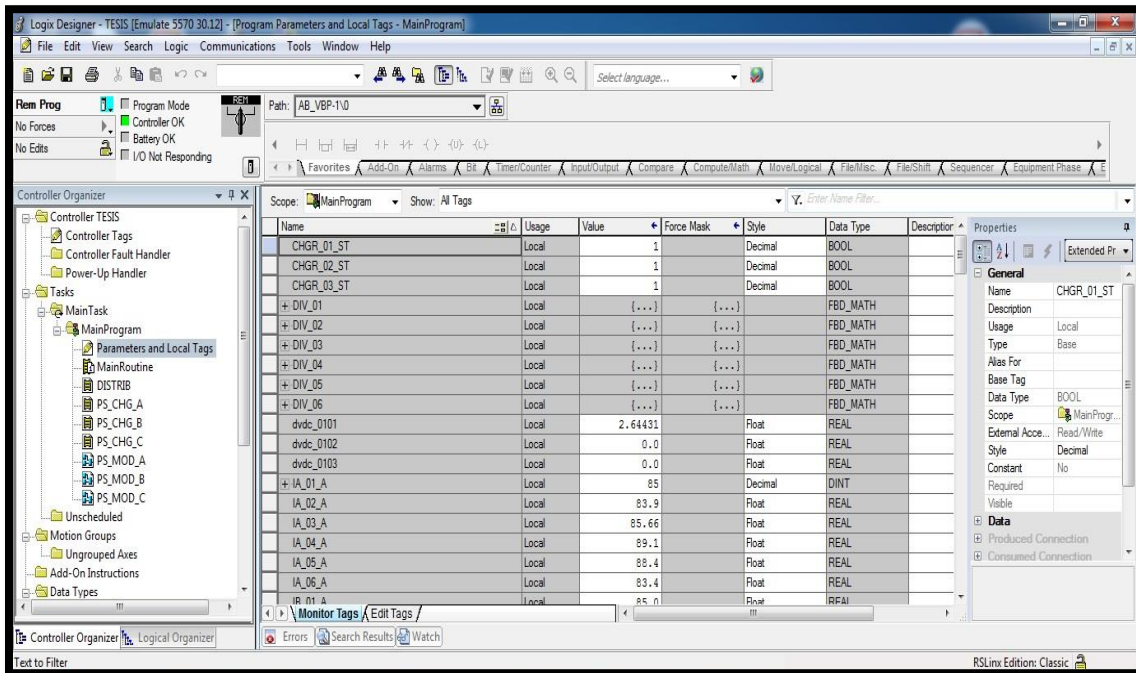 Logix Designer - TESIS [Emulate 5570 30.12] - [Program Parameters and Local Tags - MainProgram]
File Edit View Search Logic Communications Tools Window Help
Select language...
Rem Prog
No Forces
No Edits
Program Mode
Controller OK
Battery OK
I/O Not Responding
REM
Path: AB_VBP-1\0
Favorites Add-On Alarms Bit Timer/Counter Input/Output Compare Compute/Math Move/Logical File/Misc. File/Shift Sequencer Equipment Phase E
Controller Organizer
Controller TESIS
Controller Tags
Controller Fault Handler
Power-Up Handler
Tasks
MainTask
MainProgram
Parameters and Local Tags
MainRoutine
DISTRIB
PS_CHG_A
PS_CHG_B
PS_CHG_C
PS_MOD_A
PS_MOD_B
PS_MOD_C
Unscheduled
Motion Groups
Ungrouped Axes
Add-On Instructions
Data Types
Controller Organizer Logical Organizer
Scope: MainProgram Show: All Tags Enter Name Filter...
Name Usage Value Force Mask Style Data Type Description
CHGR_01_ST Local 1 Decimal BOOL
CHGR_02_ST Local 1 Decimal BOOL
CHGR_03_ST Local 1 Decimal BOOL
+ DIV_01 Local {...} {...} FBD_MATH
+ DIV_02 Local {...} {...} FBD_MATH
+ DIV_03 Local {...} {...} FBD_MATH
+ DIV_04 Local {...} {...} FBD_MATH
+ DIV_05 Local {...} {...} FBD_MATH
+ DIV_06 Local {...} {...} FBD_MATH
dvdc_0101 Local 2.64431 Float REAL
dvdc_0102 Local 0.0 Float REAL
dvdc_0103 Local 0.0 Float REAL
+ IA_01_A Local 85 Decimal DINT
IA_02_A Local 83.9 Float REAL
IA_03_A Local 85.66 Float REAL
IA_04_A Local 89.1 Float REAL
IA_05_A Local 88.4 Float REAL
IA_06_A Local 83.4 Float REAL
IB_01_A Local 85.0 Float REAL
Monitor Tags Edit Tags
Errors Search Results Watch
Properties
Extended Pr
General
Name CHGR_01_ST
Description
Usage Local
Type Base
Alias For
Base Tag
Data Type BOOL
Scope MainProgr...
External Acce... Read/Write
Style Decimal
Constant No
Required
Visible
Data
Produced Connection
Consumed Connection
Text to Filter
RSLinx Edition: Classic